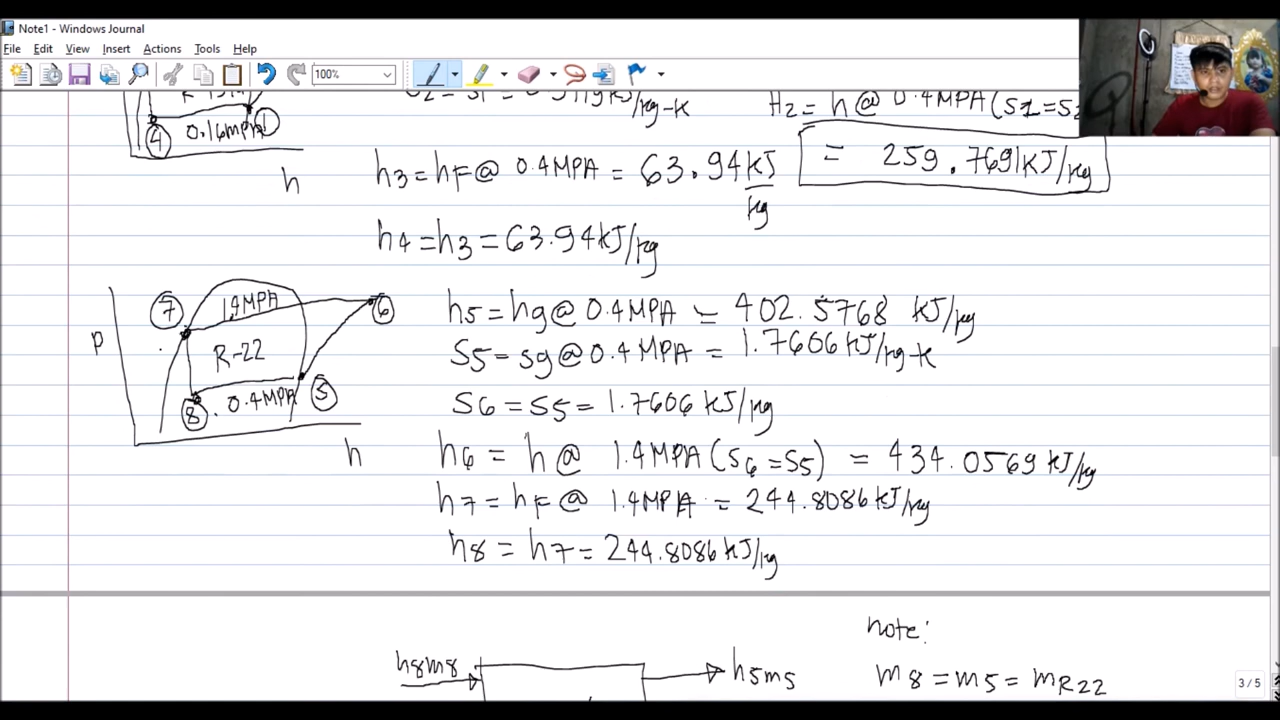 Note1 - Windows Journal
File Edit View Insert Actions Tools Help
100%
/kg-K
H2 = h @ 0.4MPA (S1=S2
④ 0.16MPA ①
h
h3 = hF @ 0.4MPA = 63.94 kJ/kg
= 259.7691 kJ/kg
h4 = h3 = 63.94 kJ/kg
⑦ 1.4MPA ⑥
P
R-22
⑧ 0.4MPA ⑤
h
h5 = hg @ 0.4MPA = 402.5768 kJ/kg
S5 = sg @ 0.4MPA = 1.7606 kJ/kg-K
S6 = S5 = 1.7606 kJ/kg
h6 = h @ 1.4MPA (S6 = S5) = 434.0569 kJ/kg
h7 = hF @ 1.4MPA = 244.8086 kJ/kg
h8 = h7 = 244.8086 kJ/kg
note:
h8m8
h5m5
m8 = m5 = mR22
3 / 5